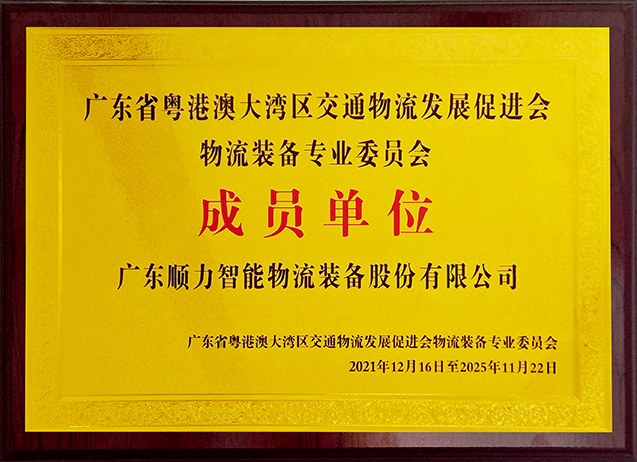 广东省粤港澳大湾区交通物流发展促进会
物流装备专业委员会
成员单位
广东顺力智能物流装备股份有限公司
广东省粤港澳大湾区交通物流发展促进会物流装备专业委员会
2021年12月16日至2025年11月22日